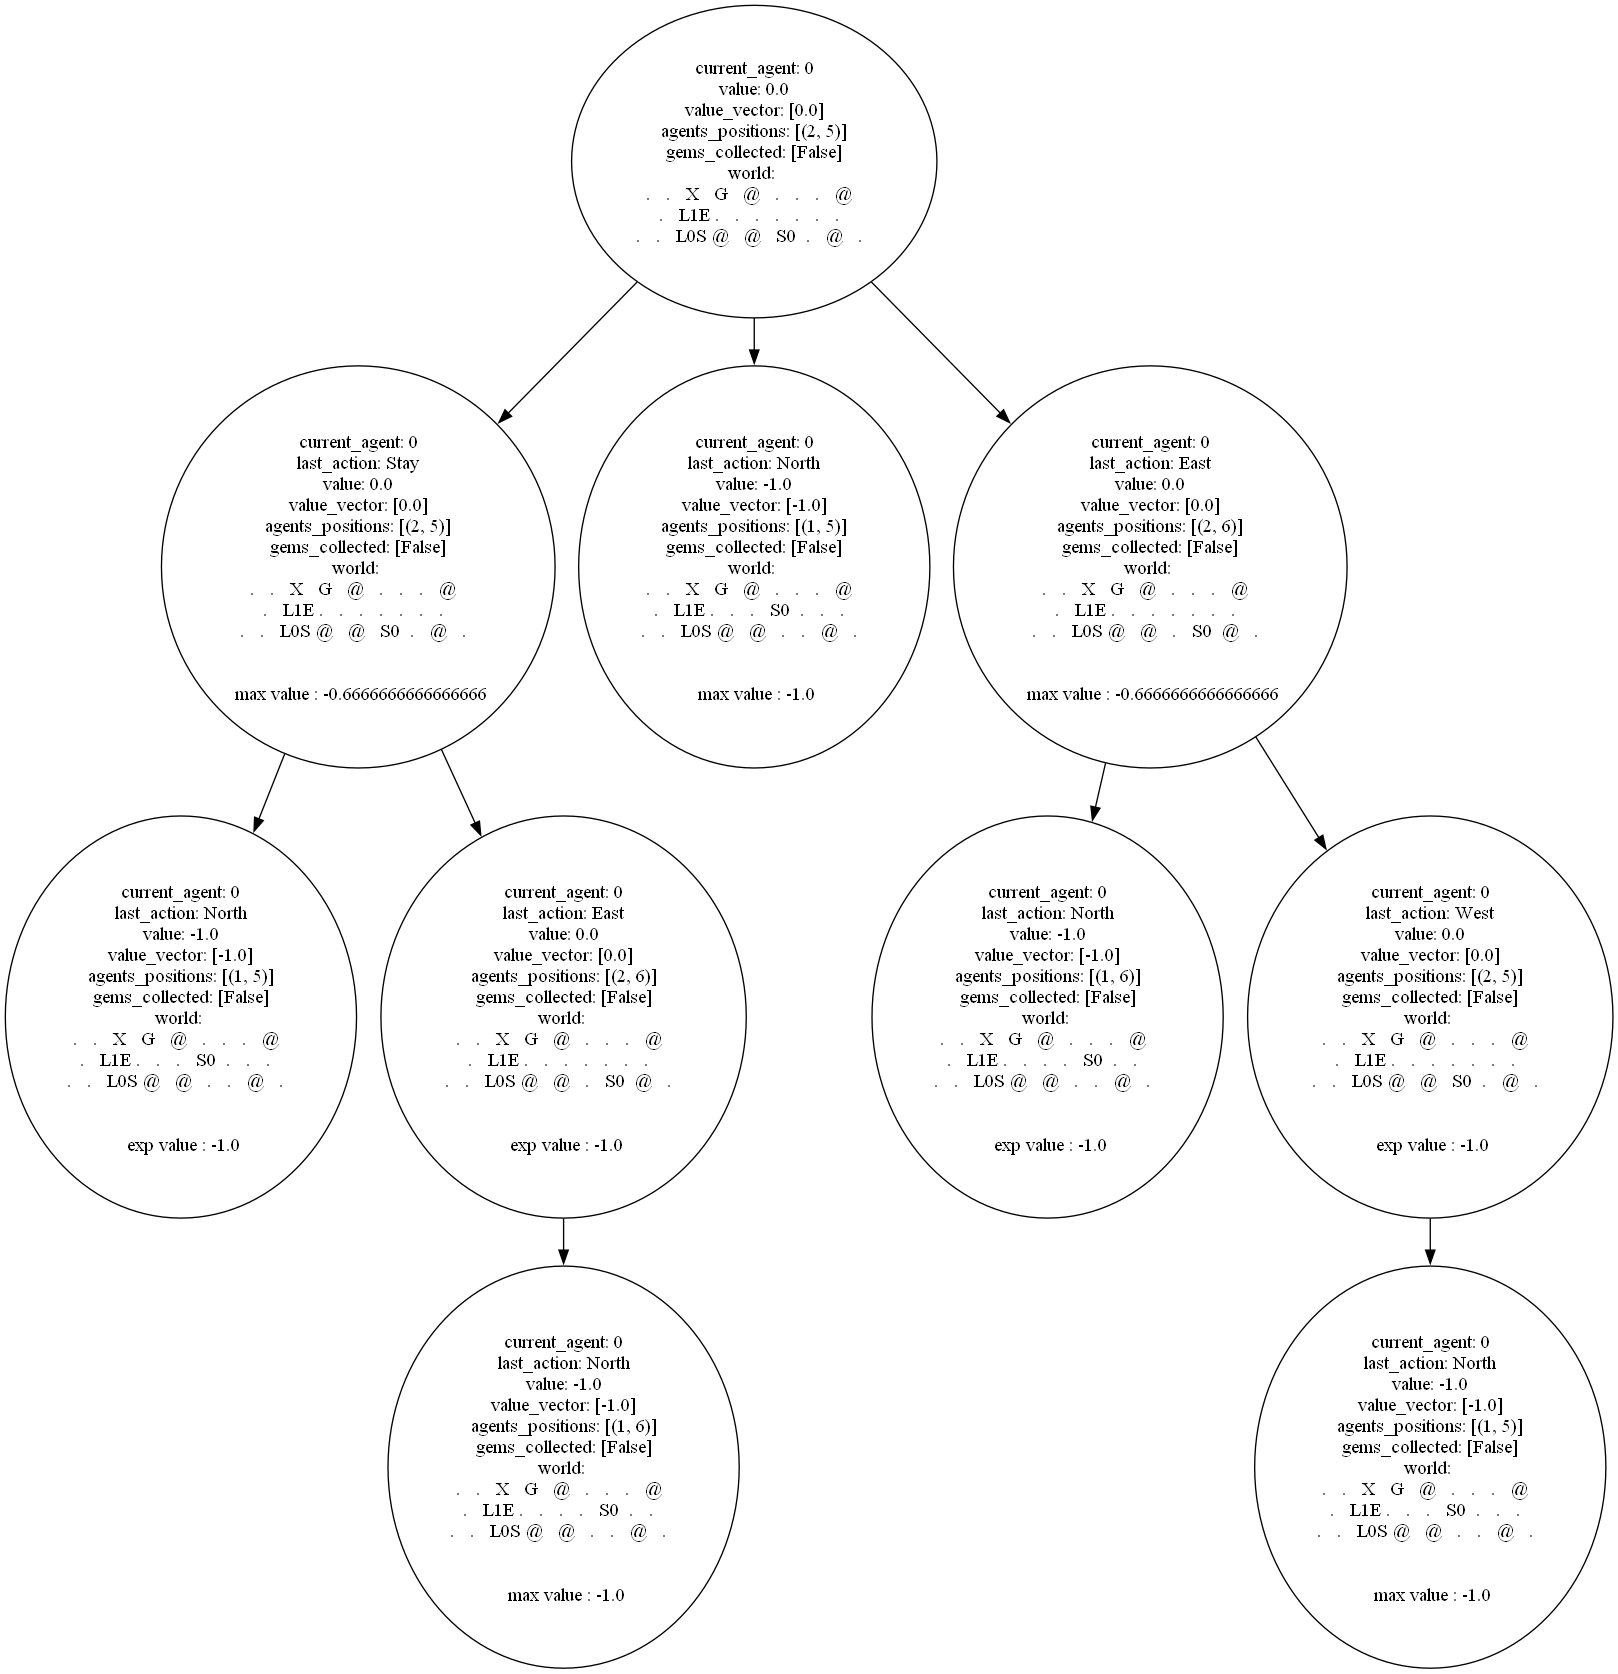 current_agent: 0
value: 0.0
value_vector: [0.0]
agents_positions: [(2, 5)]
gems_collected: [False]
world:
. . X G @ . . . @
. L1E . . . . . . .
. . L0S @ @ S0 . @ .
current_agent: 0
last_action: Stay
value: 0.0
value_vector: [0.0]
agents_positions: [(2, 5)]
gems_collected: [False]
world:
. . X G @ . . . @
. L1E . . . . . . .
. . L0S @ @ S0 . @ .
max value : -0.6666666666666666
current_agent: 0
last_action: North
value: -1.0
value_vector: [-1.0]
agents_positions: [(1, 5)]
gems_collected: [False]
world:
. . X G @ . . . @
. L1E . . . S0 . . .
. . L0S @ @ . . @ .
max value : -1.0
current_agent: 0
last_action: East
value: 0.0
value_vector: [0.0]
agents_positions: [(2, 6)]
gems_collected: [False]
world:
. . X G @ . . . @
. L1E . . . . . . .
. . L0S @ @ . S0 @ .
max value : -0.6666666666666666
current_agent: 0
last_action: North
value: -1.0
value_vector: [-1.0]
agents_positions: [(1, 5)]
gems_collected: [False]
world:
. . X G @ . . . @
. L1E . . . S0 . . .
. . L0S @ @ . . @ .
exp value : -1.0
current_agent: 0
last_action: East
value: 0.0
value_vector: [0.0]
agents_positions: [(2, 6)]
gems_collected: [False]
world:
. . X G @ . . . @
. L1E . . . . . . .
. . L0S @ @ . S0 @ .
exp value : -1.0
current_agent: 0
last_action: North
value: -1.0
value_vector: [-1.0]
agents_positions: [(1, 6)]
gems_collected: [False]
world:
. . X G @ . . . @
. L1E . . . . S0 . .
. . L0S @ @ . . @ .
exp value : -1.0
current_agent: 0
last_action: West
value: 0.0
value_vector: [0.0]
agents_positions: [(2, 5)]
gems_collected: [False]
world:
. . X G @ . . . @
. L1E . . . . . . .
. . L0S @ @ S0 . @ .
exp value : -1.0
current_agent: 0
last_action: North
value: -1.0
value_vector: [-1.0]
agents_positions: [(1, 6)]
gems_collected: [False]
world:
. . X G @ . . . @
. L1E . . . . S0 . .
. . L0S @ @ . . @ .
max value : -1.0
current_agent: 0
last_action: North
value: -1.0
value_vector: [-1.0]
agents_positions: [(1, 5)]
gems_collected: [False]
world:
. . X G @ . . . @
. L1E . . . S0 . . .
. . L0S @ @ . . @ .
max value : -1.0